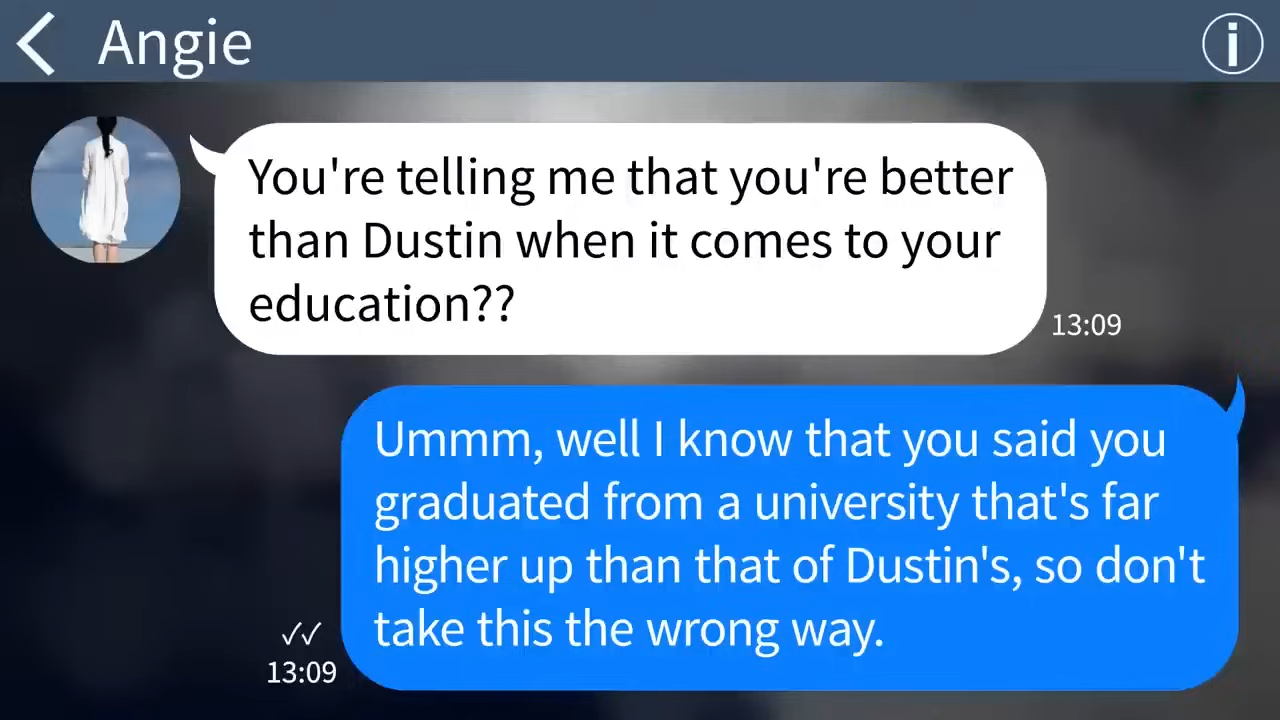 Angie
You're telling me that you're better
than Dustin when it comes to your
education??
13:09
Ummm, well I know that you said you
graduated from a university that's far
higher up than that of Dustin's, so don't
take this the wrong way.
13:09